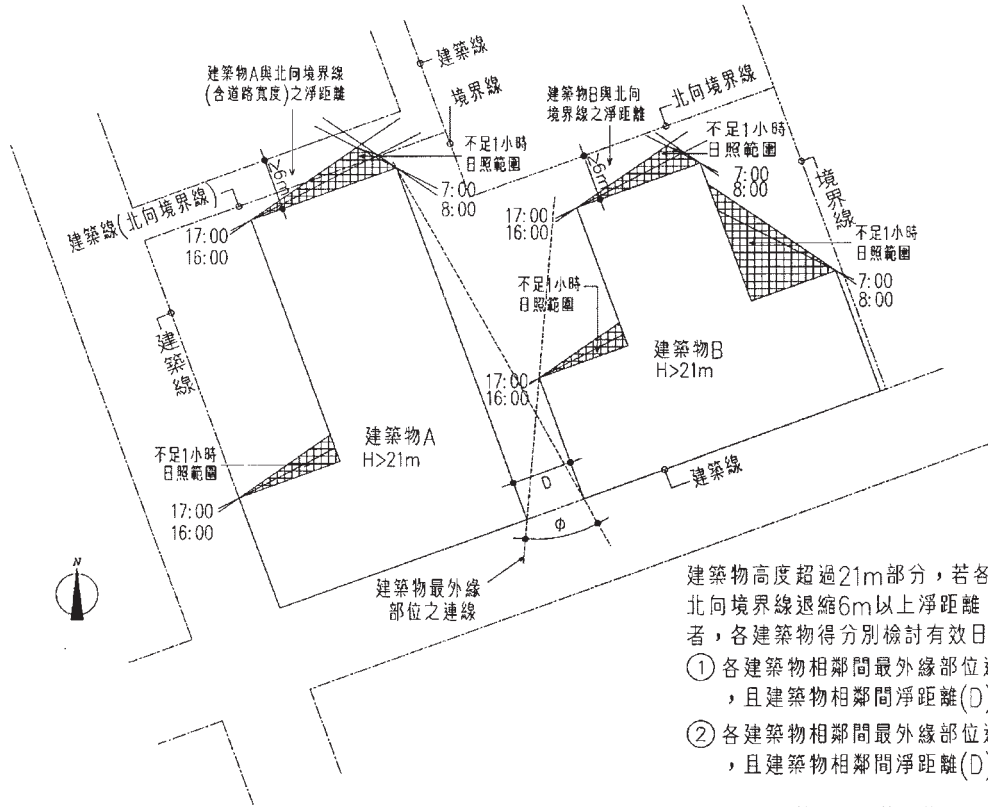 建築線
建築物A與北向境界線
(含道路寬度)之淨距離
境界線
建築物B與北向
境界線之淨距離
北向境界線
不足1小時
日照範圍
7:00
8:00
不足1小時
日照範圍
7:00
8:00
≥6m
≥6m
境界線
建築線(北向境界線)
17:00
16:00
17:00
16:00
不足1小時
日照範圍
7:00
8:00
不足1小時
日照範圍
建築線
建築物B
H>21m
17:00
16:00
建築物A
H>21m
不足1小時
日照範圍
17:00
16:00
D
建築線
φ
N
建築物最外緣
部位之連線
建築物高度超過21m部分，若各
北向境界線退縮6m以上淨距離
者，各建築物得分別檢討有效日
① 各建築物相鄰間最外緣部位
，且建築物相鄰間淨距離(D)
② 各建築物相鄰間最外緣部位
，且建築物相鄰間淨距離(D)